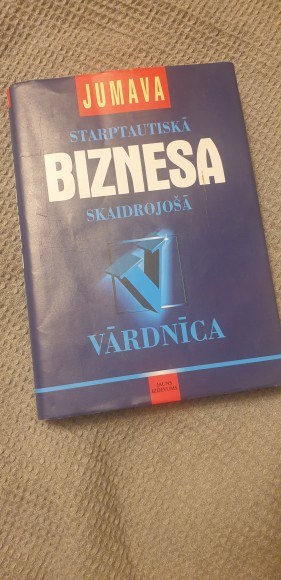 JUMAVA
STARPTAUTISKĀ
BIZNESA
SKAIDROJOŠĀ
VĀRDNĪCA